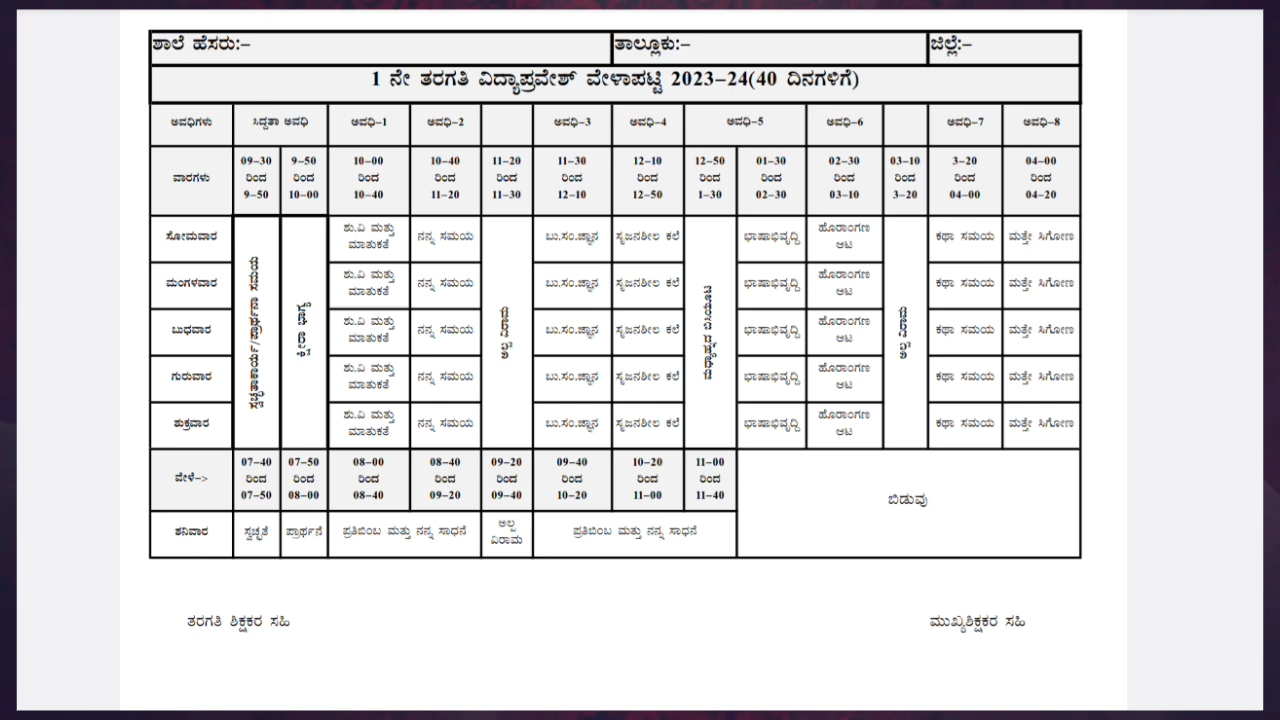 ಶಾಲೆ ಹೆಸರು:– ತಾಲ್ಲೂಕು:– ಜಿಲ್ಲೆ:–
1 ನೇ ತರಗತಿ ವಿದ್ಯಾಪ್ರವೇಶ್ ವೇಳಾಪಟ್ಟಿ 2023–24(40 ದಿನಗಳಿಗೆ)
ಅವಧಿಗಳು ಸಿದ್ದತಾ ಅವಧಿ ಅವಧಿ–1 ಅವಧಿ–2 ಅವಧಿ–3 ಅವಧಿ–4 ಅವಧಿ–5 ಅವಧಿ–6 ಅವಧಿ–7 ಅವಧಿ–8
ವಾರಗಳು
09–30 ರಿಂದ 9–50
9–50 ರಿಂದ 10–00
10–00 ರಿಂದ 10–40
10–40 ರಿಂದ 11–20
11–20 ರಿಂದ 11–30
11–30 ರಿಂದ 12–10
12–10 ರಿಂದ 12–50
12–50 ರಿಂದ 1–30
01–30 ರಿಂದ 02–30
02–30 ರಿಂದ 03–10
03–10 ರಿಂದ 3–20
3–20 ರಿಂದ 04–00
04–00 ರಿಂದ 04–20
ಸ್ವಚ್ಛತಾಕಾರ್ಯ/ಪ್ರಾರ್ಥನಾ ಸಮಯ
ಕ್ಷೀರಾ ಭಾಗ್ಯ
ಅಲ್ಪ ವಿರಾಮ
ಮಧ್ಯಾಹ್ನದ ಬಿಸಿಯೂಟ
ಅಲ್ಪ ವಿರಾಮ
ಸೋಮವಾರ ಶು.ವಿ ಮತ್ತು ಮಾತುಕತೆ ನನ್ನ ಸಮಯ ಬು.ಸಂ.ಜ್ಞಾನ ಸೃಜನಶೀಲ ಕಲೆ ಭಾಷಾಭಿವೃದ್ದಿ ಹೊರಾಂಗಣ ಆಟ ಕಥಾ ಸಮಯ ಮತ್ತೇ ಸಿಗೋಣ
ಮಂಗಳವಾರ ಶು.ವಿ ಮತ್ತು ಮಾತುಕತೆ ನನ್ನ ಸಮಯ ಬು.ಸಂ.ಜ್ಞಾನ ಸೃಜನಶೀಲ ಕಲೆ ಭಾಷಾಭಿವೃದ್ದಿ ಹೊರಾಂಗಣ ಆಟ ಕಥಾ ಸಮಯ ಮತ್ತೇ ಸಿಗೋಣ
ಬುಧವಾರ ಶು.ವಿ ಮತ್ತು ಮಾತುಕತೆ ನನ್ನ ಸಮಯ ಬು.ಸಂ.ಜ್ಞಾನ ಸೃಜನಶೀಲ ಕಲೆ ಭಾಷಾಭಿವೃದ್ದಿ ಹೊರಾಂಗಣ ಆಟ ಕಥಾ ಸಮಯ ಮತ್ತೇ ಸಿಗೋಣ
ಗುರುವಾರ ಶು.ವಿ ಮತ್ತು ಮಾತುಕತೆ ನನ್ನ ಸಮಯ ಬು.ಸಂ.ಜ್ಞಾನ ಸೃಜನಶೀಲ ಕಲೆ ಭಾಷಾಭಿವೃದ್ದಿ ಹೊರಾಂಗಣ ಆಟ ಕಥಾ ಸಮಯ ಮತ್ತೇ ಸಿಗೋಣ
ಶುಕ್ರವಾರ ಶು.ವಿ ಮತ್ತು ಮಾತುಕತೆ ನನ್ನ ಸಮಯ ಬು.ಸಂ.ಜ್ಞಾನ ಸೃಜನಶೀಲ ಕಲೆ ಭಾಷಾಭಿವೃದ್ದಿ ಹೊರಾಂಗಣ ಆಟ ಕಥಾ ಸಮಯ ಮತ್ತೇ ಸಿಗೋಣ
ವೇಳೆ–>
07–40 ರಿಂದ 07–50
07–50 ರಿಂದ 08–00
08–00 ರಿಂದ 08–40
08–40 ರಿಂದ 09–20
09–20 ರಿಂದ 09–40
09–40 ರಿಂದ 10–20
10–20 ರಿಂದ 11–00
11–00 ರಿಂದ 11–40
ಬಿಡುವು
ಶನಿವಾರ ಸ್ವಚ್ಛತೆ ಪ್ರಾರ್ಥನೆ ಪ್ರತಿಬಿಂಬ ಮತ್ತು ನನ್ನ ಸಾಧನೆ ಅಲ್ಪ ವಿರಾಮ ಪ್ರತಿಬಿಂಬ ಮತ್ತು ನನ್ನ ಸಾಧನೆ
ತರಗತಿ ಶಿಕ್ಷಕರ ಸಹಿ ಮುಖ್ಯಶಿಕ್ಷಕರ ಸಹಿ